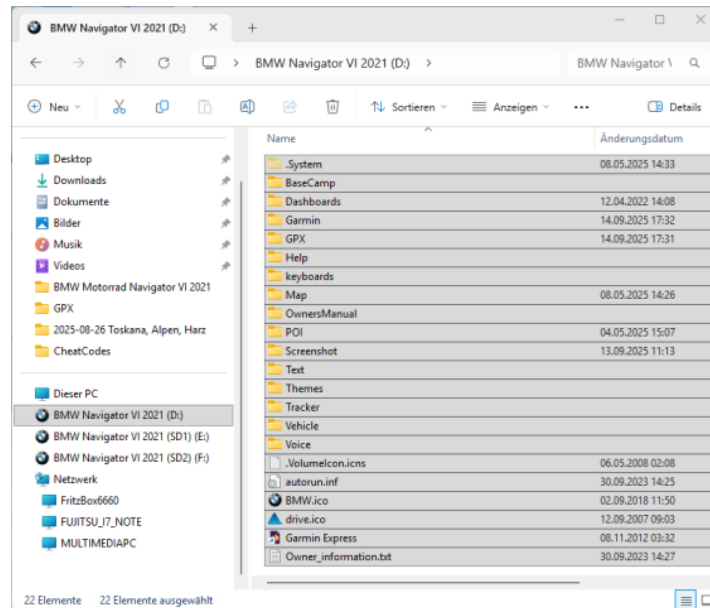 BMW Navigator VI 2021 (D:)
BMW Navigator VI 2021 (D:)
BMW Navigator V
Neu
Sortieren
Anzeigen
Details
Name
Änderungsdatum
Desktop
Downloads
Dokumente
Bilder
Musik
Videos
BMW Motorrad Navigator VI 2021
GPX
2025-08-26 Toskana, Alpen, Harz
CheatCodes
Dieser PC
BMW Navigator VI 2021 (D:)
BMW Navigator VI 2021 (SD1) (E:)
BMW Navigator VI 2021 (SD2) (F:)
Netzwerk
FritzBox6660
FUJITSU_I7_NOTE
MULTIMEDIAPC
.System 08.05.2025 14:33
BaseCamp
Dashboards 12.04.2022 14:08
Garmin 14.09.2025 17:32
GPX 14.09.2025 17:31
Help
keyboards
Map 08.05.2025 14:26
OwnersManual
POI 04.05.2025 15:07
Screenshot 13.09.2025 11:13
Text
Themes
Tracker
Vehicle
Voice
.VolumeIcon.icns 06.05.2008 02:08
autorun.inf 30.09.2023 14:25
BMW.ico 02.09.2018 11:50
drive.ico 12.09.2007 09:03
Garmin Express 08.11.2012 03:32
Owner_information.txt 30.09.2023 14:27
22 Elemente 22 Elemente ausgewählt